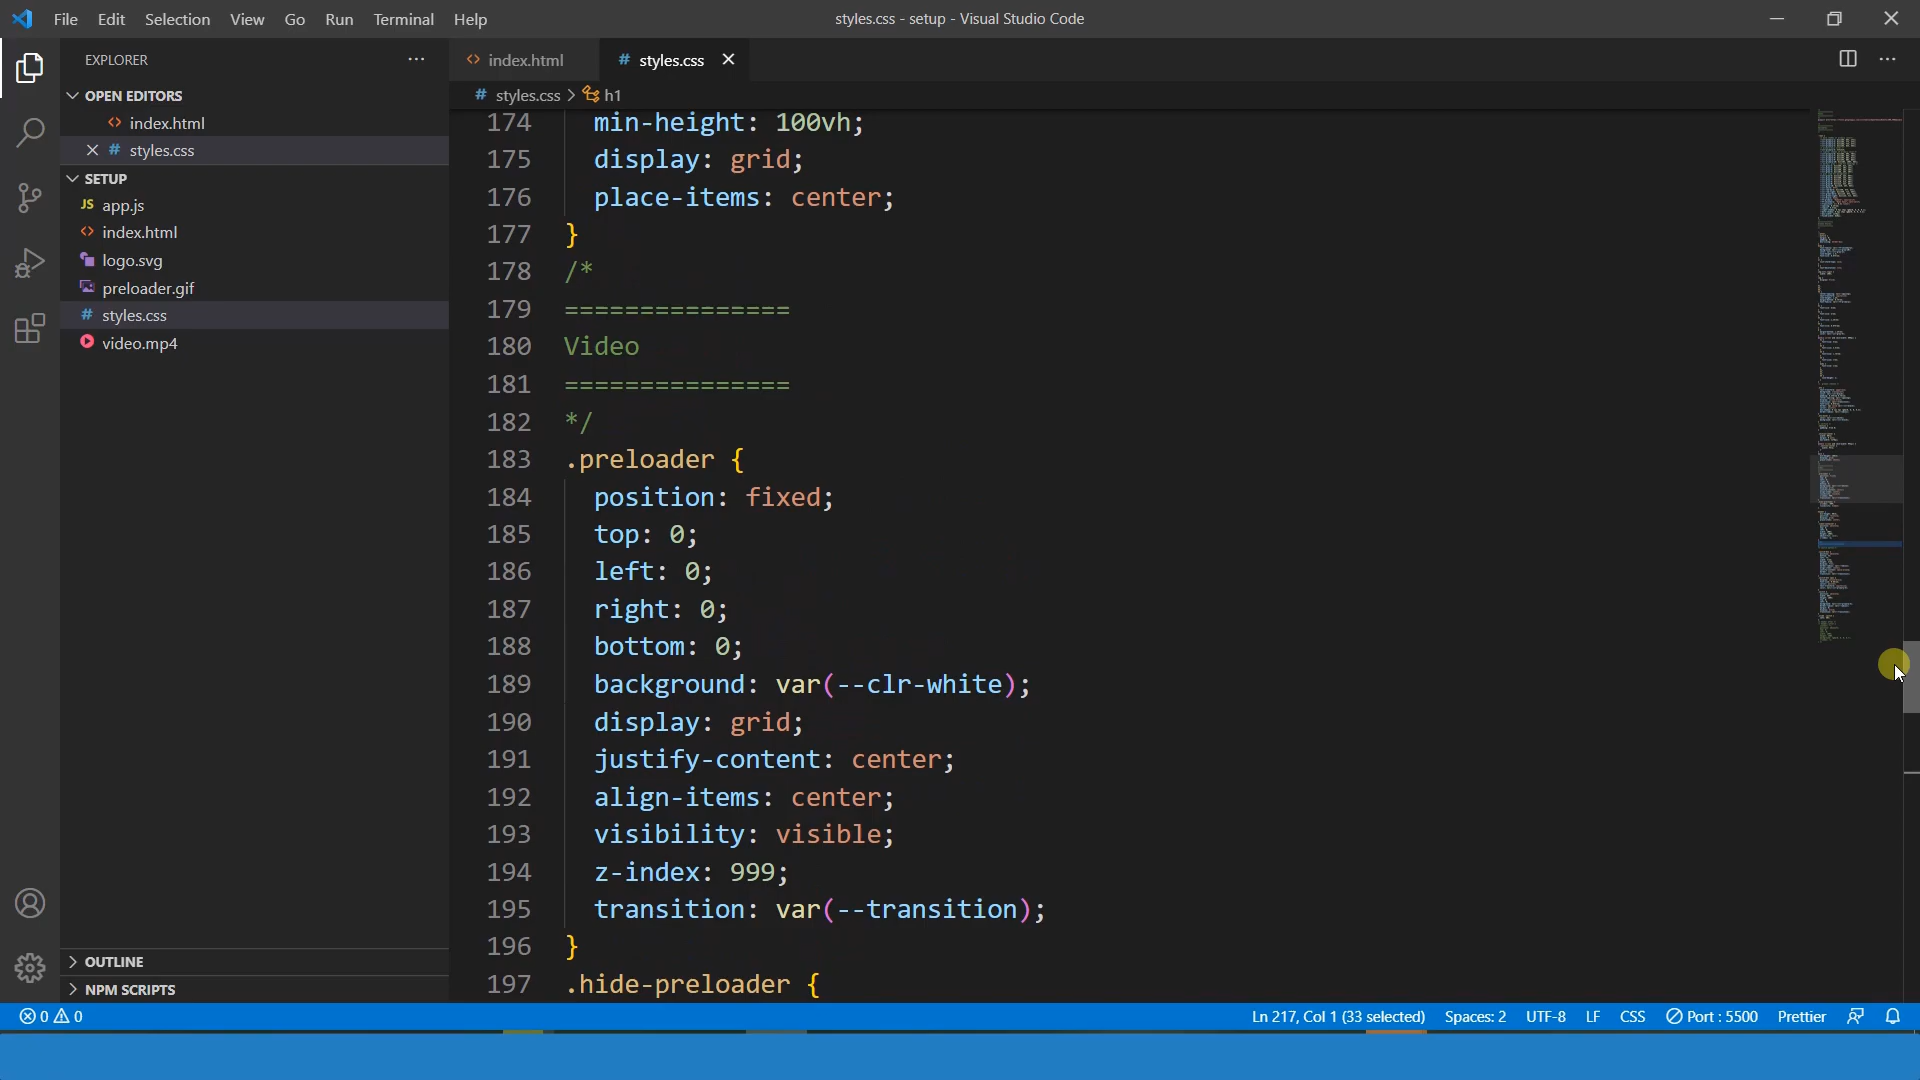 File Edit Selection View Go Run Terminal Help
styles.css - setup - Visual Studio Code
EXPLORER
OPEN EDITORS
<> index.html
# styles.css
SETUP
JS app.js
<> index.html
logo.svg
preloader.gif
# styles.css
video.mp4
OUTLINE
NPM SCRIPTS
<> index.html
# styles.css
# styles.css > h1
174 min-height: 100vh;
175 display: grid;
176 place-items: center;
177 }
178 /*
179 ===============
180 Video
181 ===============
182 */
183 .preloader {
184 position: fixed;
185 top: 0;
186 left: 0;
187 right: 0;
188 bottom: 0;
189 background: var(--clr-white);
190 display: grid;
191 justify-content: center;
192 align-items: center;
193 visibility: visible;
194 z-index: 999;
195 transition: var(--transition);
196 }
197 .hide-preloader {
0 0
Ln 217, Col 1 (33 selected) Spaces: 2 UTF-8 LF CSS Port : 5500 Prettier